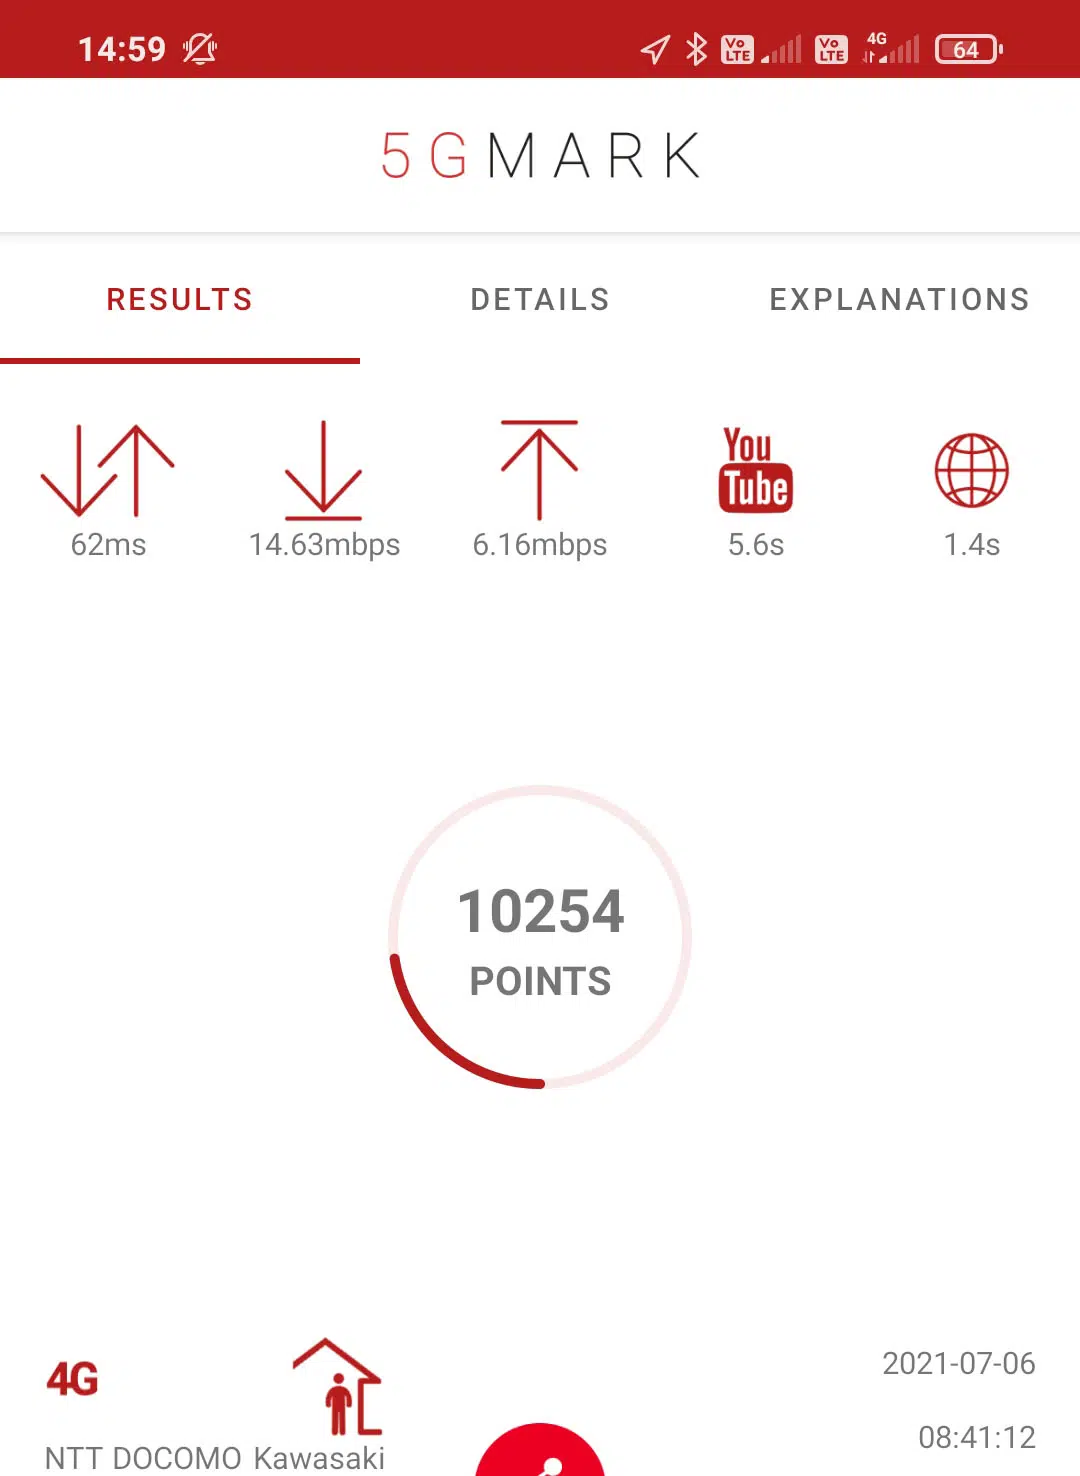 14:59 Vo LTE Vo LTE 4G 64
5GMARK
RESULTS DETAILS EXPLANATIONS
You
Tube
62ms 14.63mbps 6.16mbps 5.6s 1.4s
10254
POINTS
4G 2021-07-06
08:41:12
NTT DOCOMO Kawasaki